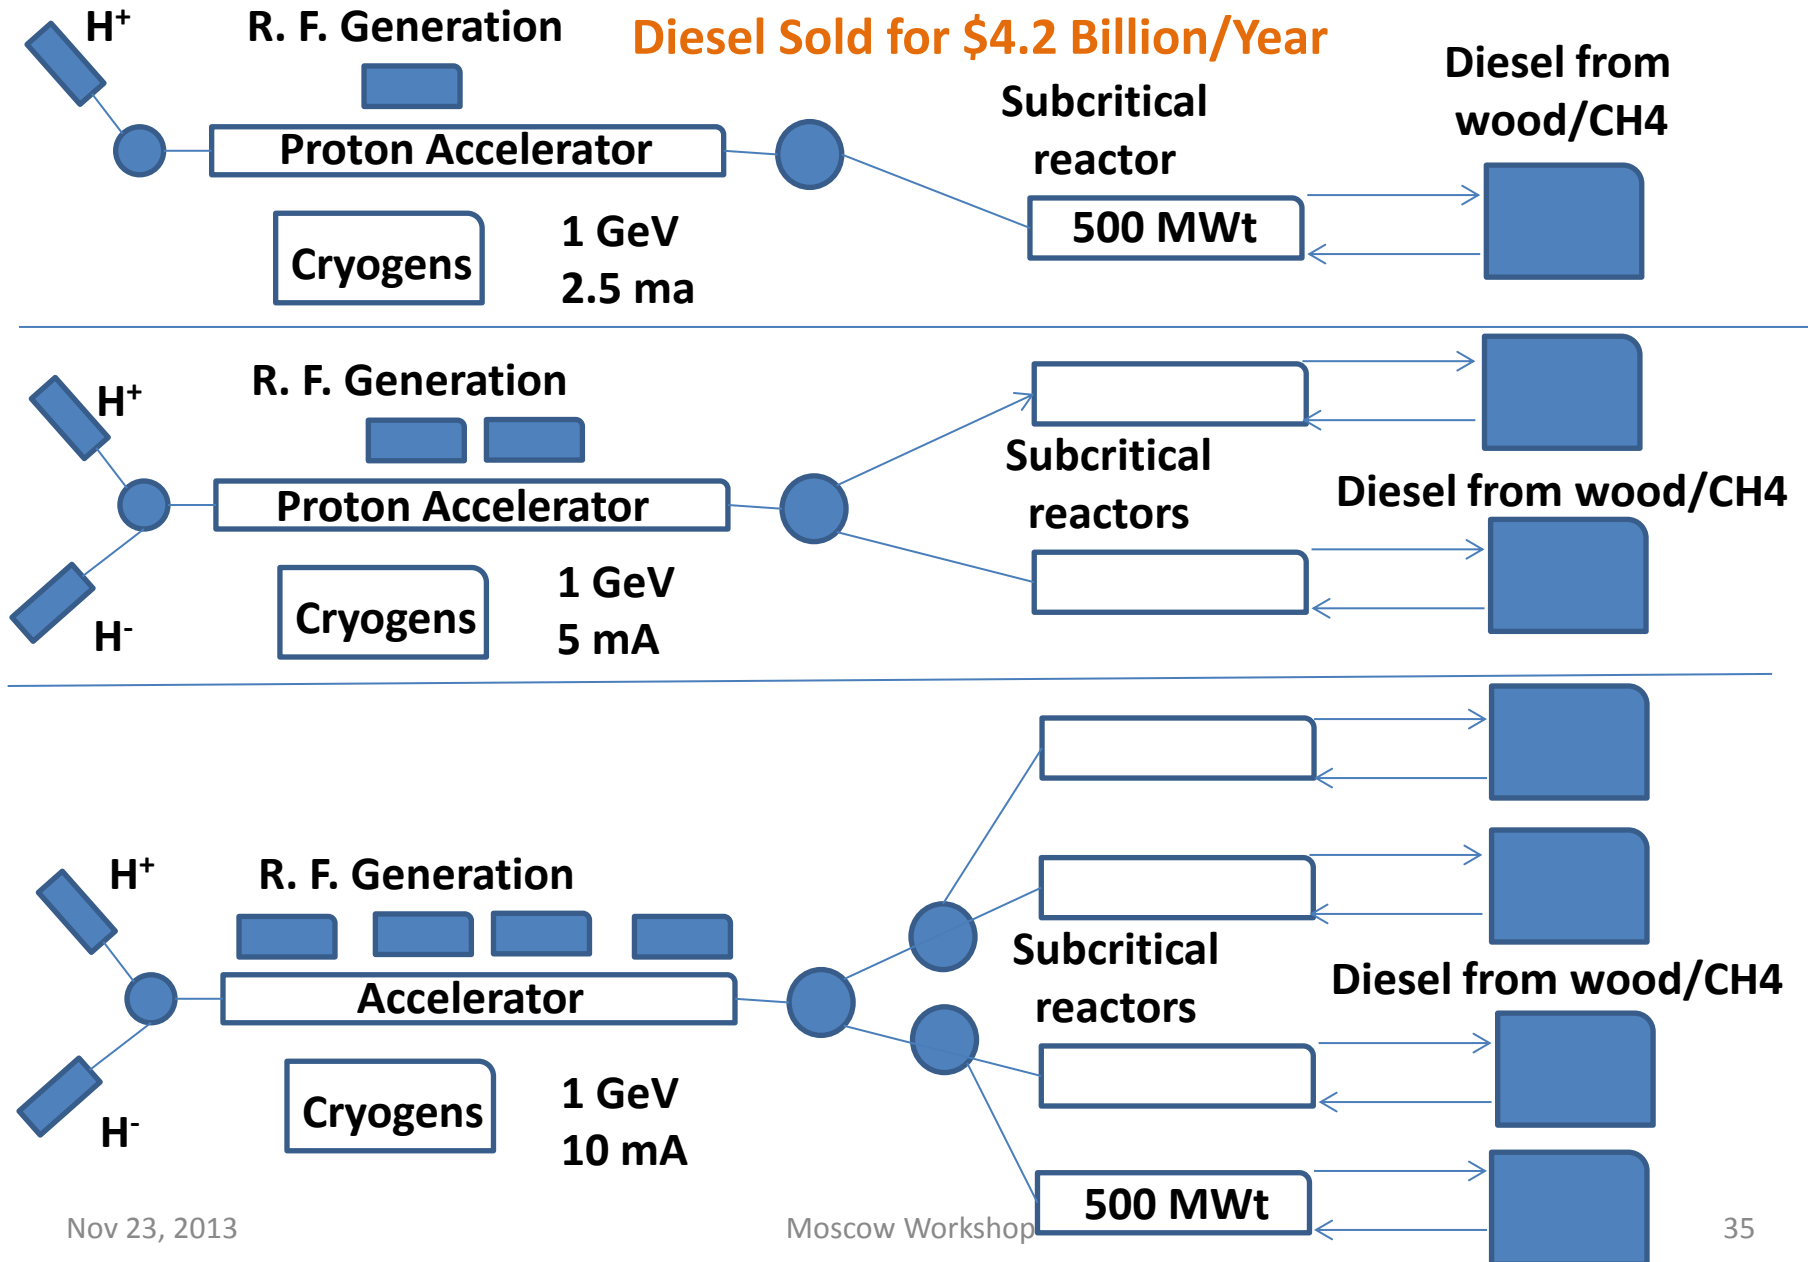 H+
R. F. Generation
Diesel Sold for $4.2 Billion/Year
Diesel from
wood/CH4
Subcritical
reactor
Proton Accelerator
500 MWt
Cryogens
1 GeV
2.5 ma
H+
R. F. Generation
Subcritical
reactors
Diesel from wood/CH4
Proton Accelerator
Cryogens
1 GeV
5 mA
H-
H+
R. F. Generation
Subcritical
reactors
Diesel from wood/CH4
Accelerator
Cryogens
1 GeV
10 mA
H-
500 MWt
Nov 23, 2013
Moscow Workshop
35